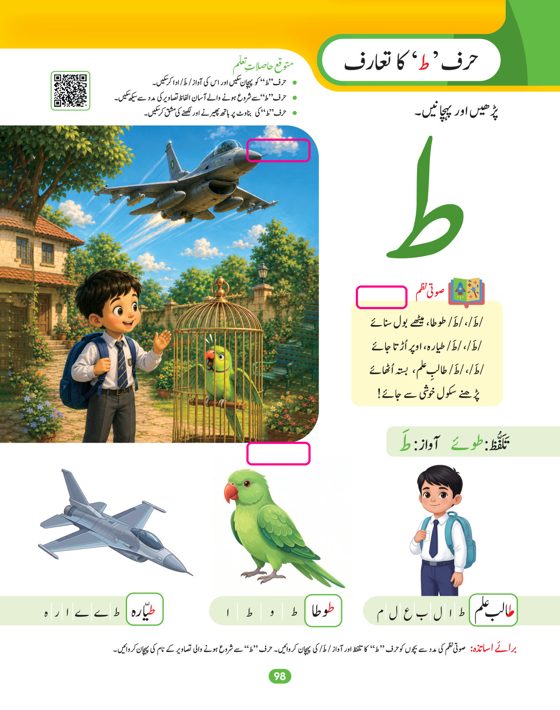 حرف ’ط‘ کا تعارف
متوقع حاصلاتِ تعلّم
• حرف ’’ط‘‘ کو پہچان سکیں اور اس کی آواز /طَ/ ادا کر سکیں۔
• حرف ’’ط‘‘ سے شروع ہونے والے آسان الفاظ تصاویر کی مدد سے سیکھ سکیں۔
• حرف ’’ط‘‘ کی بناوٹ پر ہاتھ پھیرنے اور لکھنے کی مشق کر سکیں۔
پڑھیں اور پہچانیں۔
ط
صوتی نظم
/طَ/، /طَ/ طوطا، میٹھے بول سنائے
/طَ/، /طَ/ طیارہ، اوپر اُڑتا جائے
/طَ/، /طَ/ طالبِ علم، بستہ اُٹھائے
پڑھنے سکول خوشی سے جائے!
تَلَفُّظ: طوئے آواز: طَ
طالبِ علم ط ا ل ب ع ل م
طوطا ط و ط ا
طیّارہ ط ے ے ا ر ہ
برائے اساتذہ: صوتی نظم کی مدد سے بچوں کو حرف ’’ط‘‘ کا تلفظ اور آواز /طَ/ کی پہچان کروائیں۔ حرف ’’ط‘‘ سے شروع ہونے والی تصاویر کے نام کی پہچان کروائیں۔
98